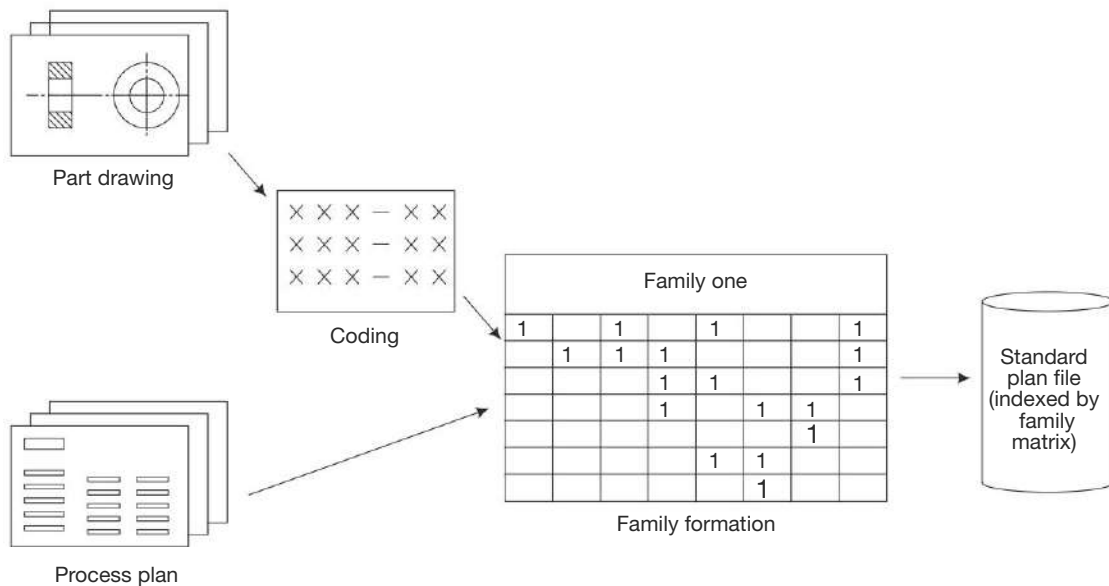 Part drawing
X X X — X X
X X X — X X
X X X — X X
Coding
Process plan
Family one
1 1 1 1
1 1 1 1
1 1 1
1 1 1
1
1 1
1
Family formation
Standard
plan file
(indexed by
family
matrix)